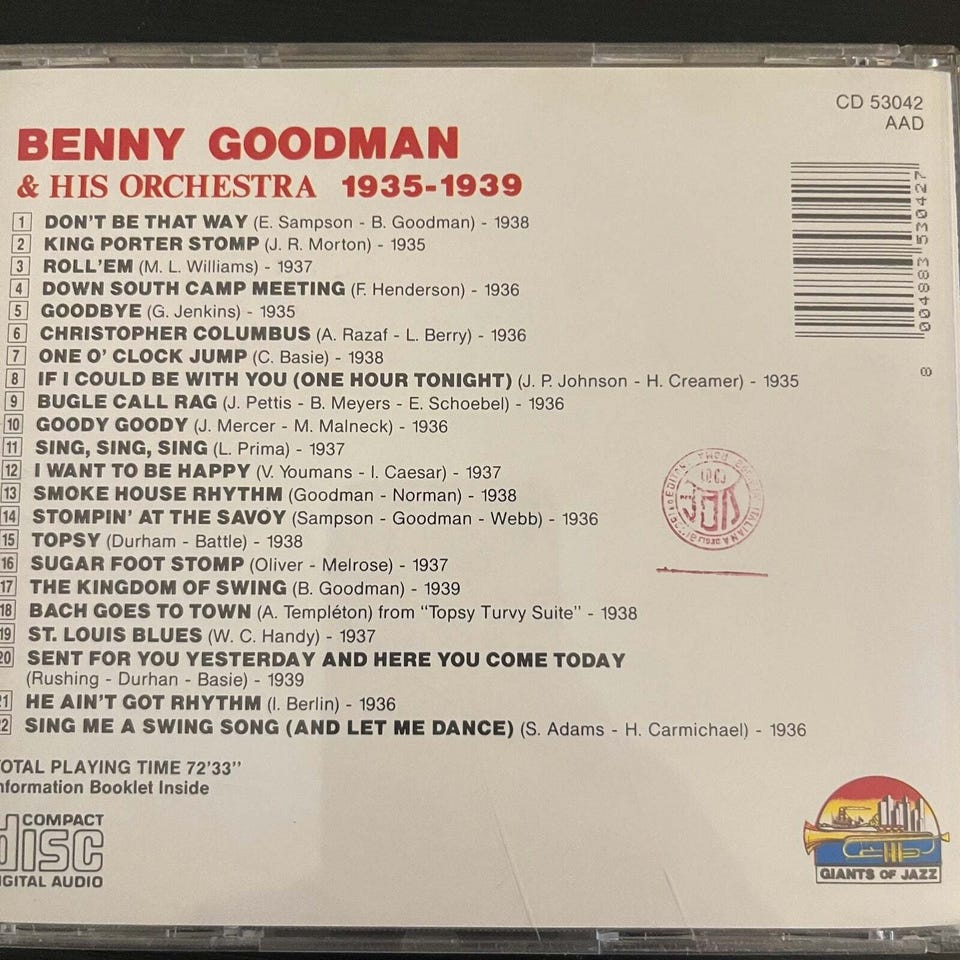 CD 53042
AAD
BENNY GOODMAN
& HIS ORCHESTRA 1935-1939
1 DON'T BE THAT WAY (E. Sampson - B. Goodman) - 1938
2 KING PORTER STOMP (J. R. Morton) - 1935
3 ROLL'EM (M. L. Williams) - 1937
4 DOWN SOUTH CAMP MEETING (F. Henderson) - 1936
5 GOODBYE (G. Jenkins) - 1935
6 CHRISTOPHER COLUMBUS (A. Razaf - L. Berry) - 1936
7 ONE O' CLOCK JUMP (C. Basie) - 1938
8 IF I COULD BE WITH YOU (ONE HOUR TONIGHT) (J. P. Johnson - H. Creamer) - 1935
9 BUGLE CALL RAG (J. Pettis - B. Meyers - E. Schoebel) - 1936
10 GOODY GOODY (J. Mercer - M. Malneck) - 1936
11 SING, SING, SING (L. Prima) - 1937
12 I WANT TO BE HAPPY (V. Youmans - I. Caesar) - 1937
13 SMOKE HOUSE RHYTHM (Goodman - Norman) - 1938
14 STOMPIN' AT THE SAVOY (Sampson - Goodman - Webb) - 1936
15 TOPSY (Durham - Battle) - 1938
16 SUGAR FOOT STOMP (Oliver - Melrose) - 1937
17 THE KINGDOM OF SWING (B. Goodman) - 1939
18 BACH GOES TO TOWN (A. Templéton) from "Topsy Turvy Suite" - 1938
19 ST. LOUIS BLUES (W. C. Handy) - 1937
20 SENT FOR YOU YESTERDAY AND HERE YOU COME TODAY
(Rushing - Durhan - Basie) - 1939
21 HE AIN'T GOT RHYTHM (I. Berlin) - 1936
22 SING ME A SWING SONG (AND LET ME DANCE) (S. Adams - H. Carmichael) - 1936
OTAL PLAYING TIME 72'33"
nformation Booklet Inside
COMPACT
disc
IGITAL AUDIO
0 04883 53042 7
8
GIANTS OF JAZZ